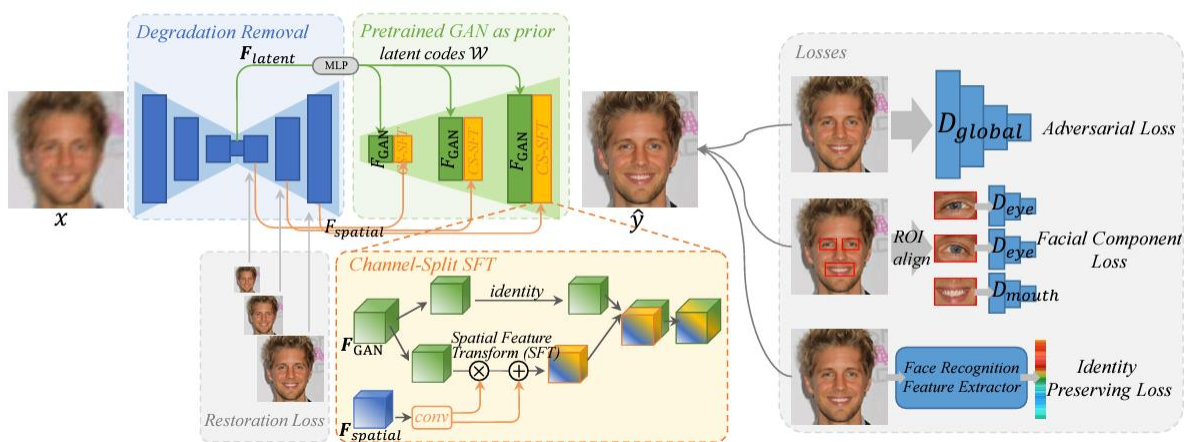 Degradation Removal
F_latent
Pretrained GAN as prior
latent codes W
MLP
F_GAN
CS-SFT
F_GAN
CS-SFT
F_GAN
CS-SFT
x
ŷ
F_spatial
Restoration Loss
Channel-Split SFT
identity
F_GAN
Spatial Feature
Transform (SFT)
conv
F_spatial
Losses
D_global
Adversarial Loss
ROI
align
D_eye
D_eye
D_mouth
Facial Component
Loss
Face Recognition
Feature Extractor
Identity
Preserving Loss